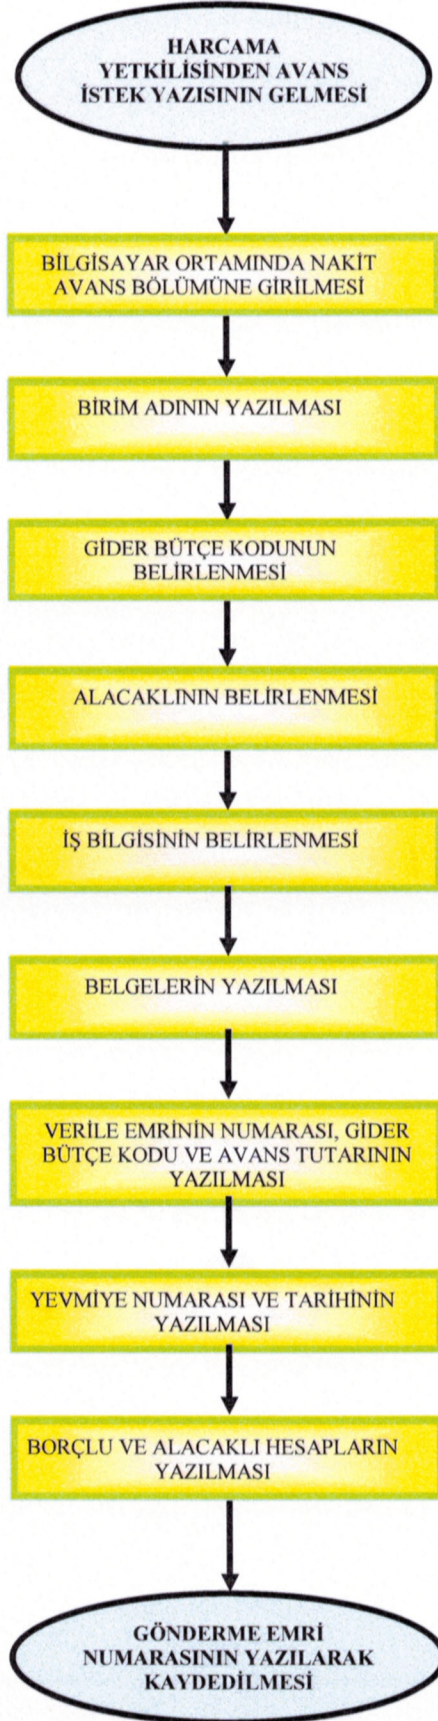 HARCAMA
YETKİLİSİNDEN AVANS
İSTEK YAZISININ GELMESİ
BİLGİSAYAR ORTAMINDA NAKİT
AVANS BÖLÜMÜNE GİRİLMESİ
BİRİM ADININ YAZILMASI
GİDER BÜTÇE KODUNUN
BELİRLENMESİ
ALACAKLININ BELİRLENMESİ
İŞ BİLGİSİNİN BELİRLENMESİ
BELGELERİN YAZILMASI
VERİLE EMRİNİN NUMARASI, GİDER
BÜTÇE KODU VE AVANS TUTARININ
YAZILMASI
YEVMİYE NUMARASI VE TARİHİNİN
YAZILMASI
BORÇLU VE ALACAKLI HESAPLARIN
YAZILMASI
GÖNDERME EMRİ
NUMARASININ YAZILARAK
KAYDEDİLMESİ